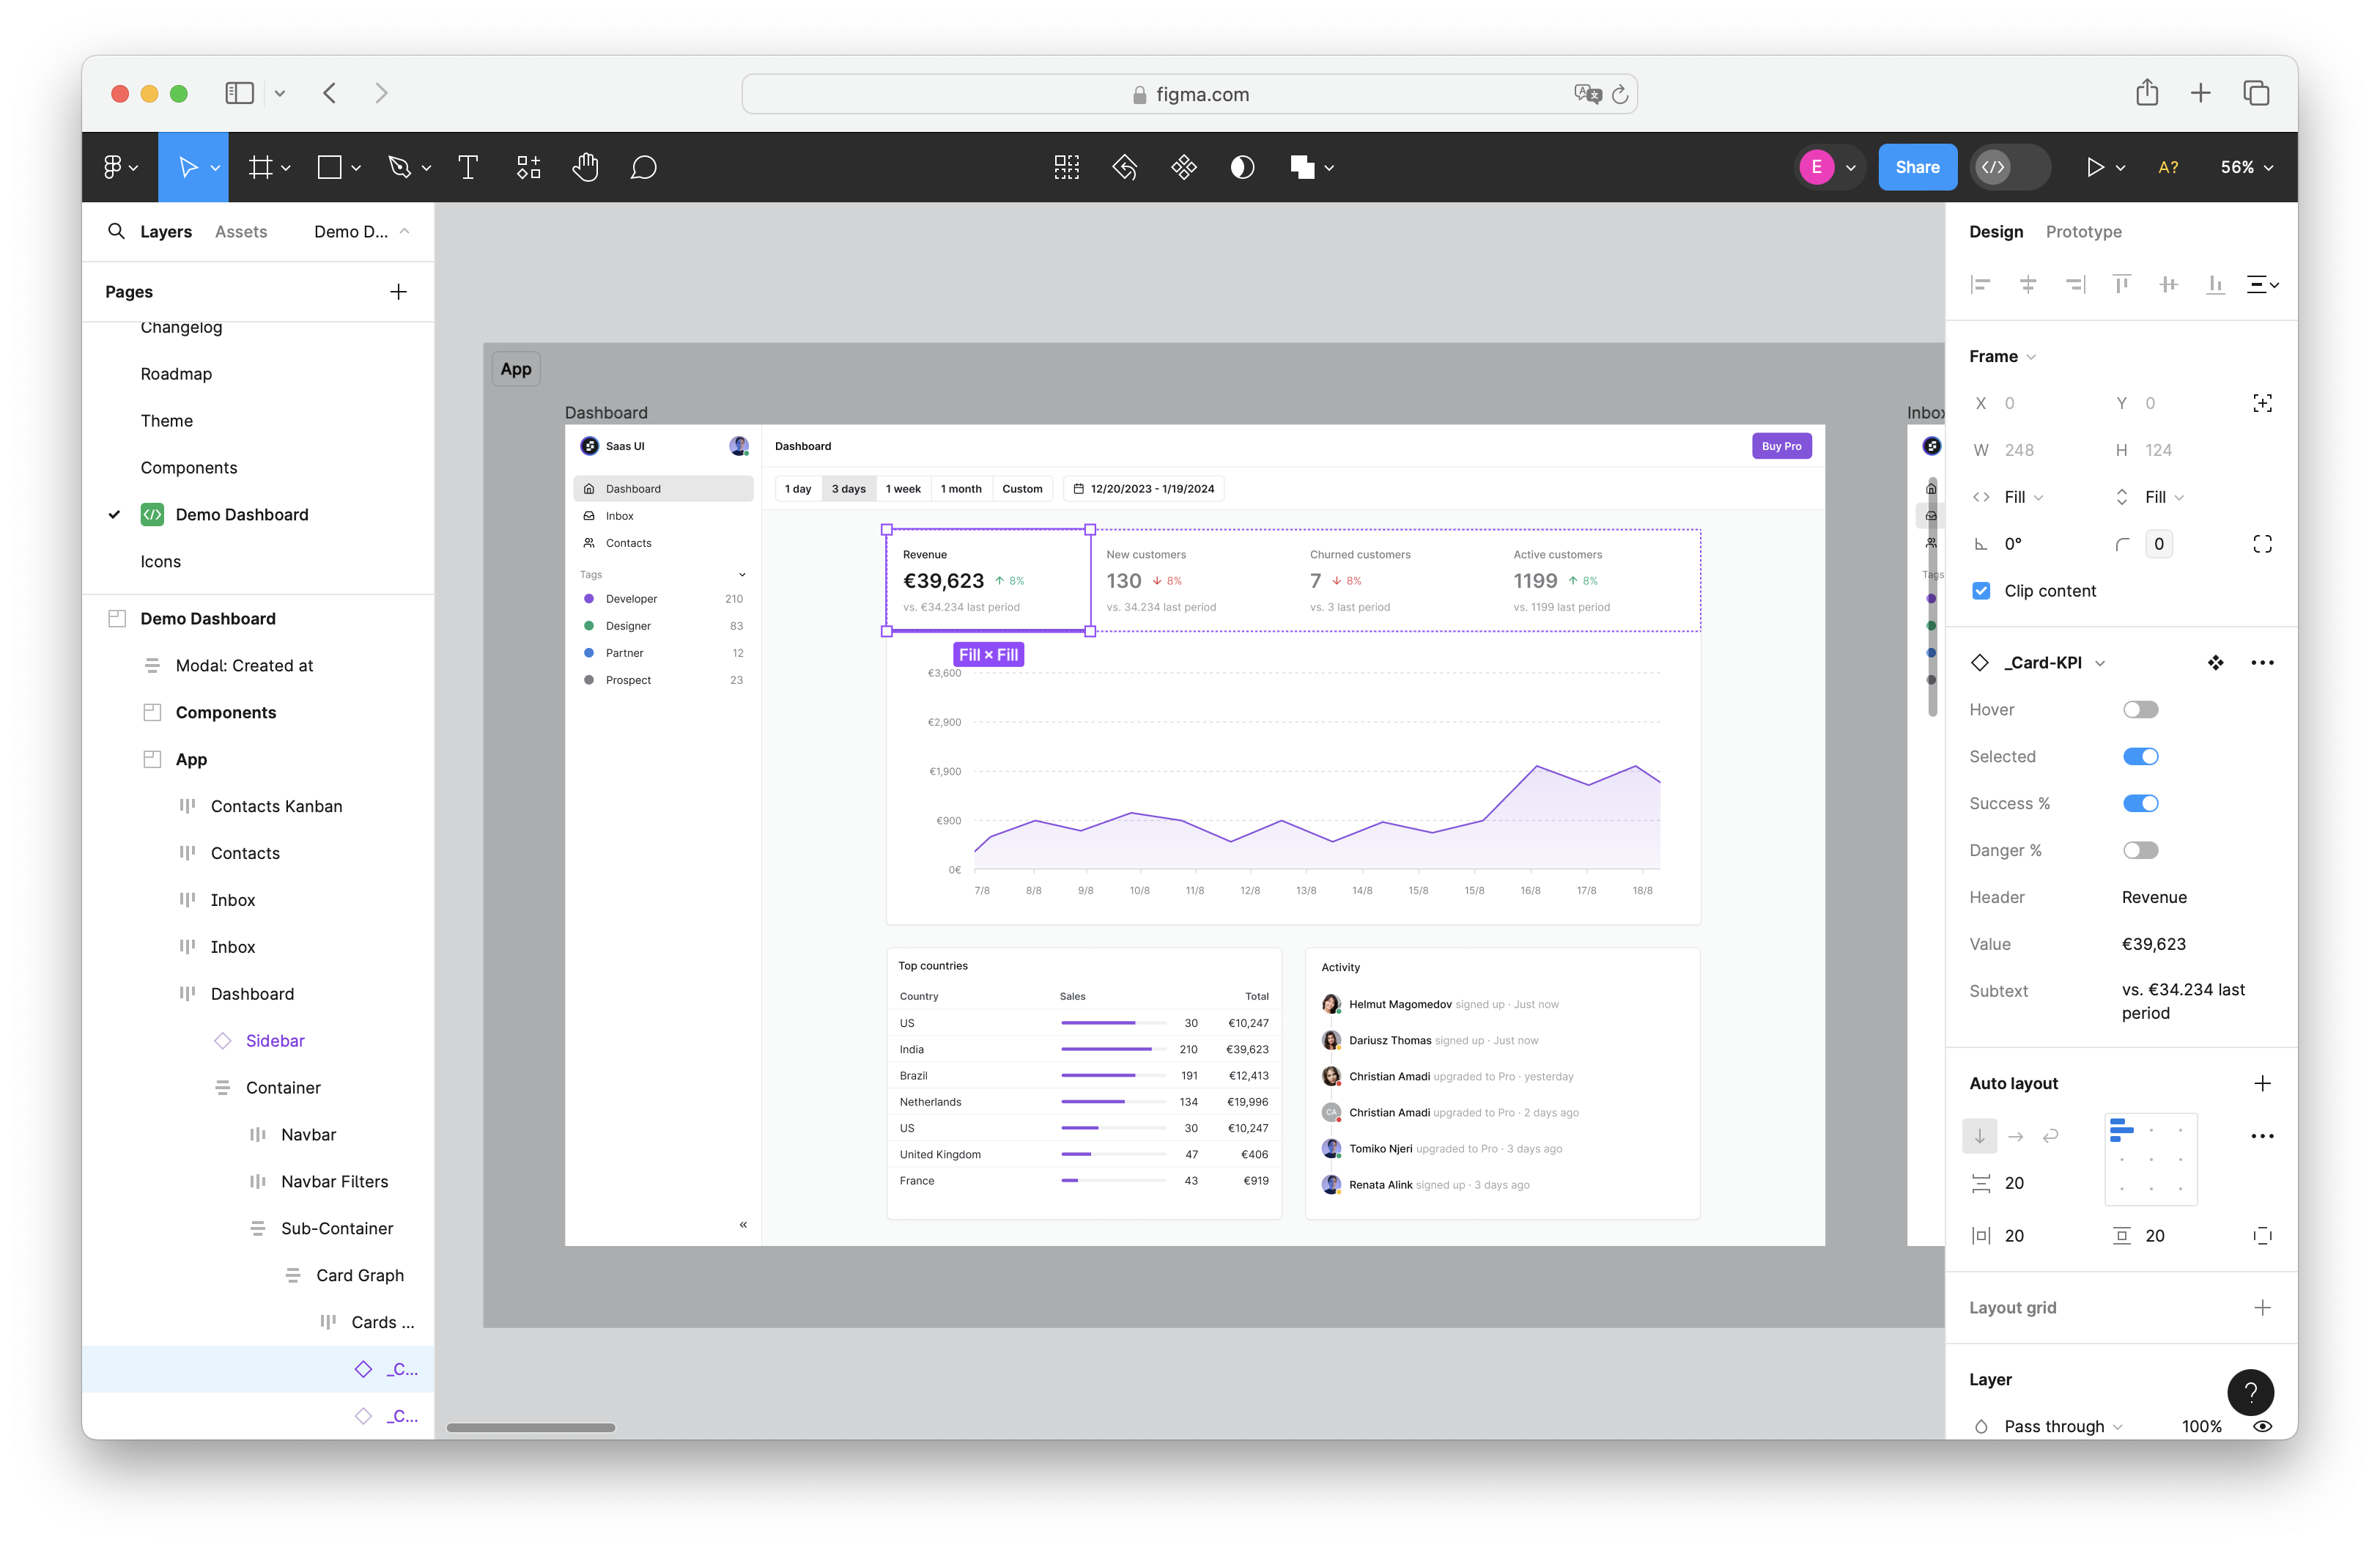 figma.com
E
Share
A?
56%
Layers
Assets
Demo D...
Pages
Changelog
Roadmap
Theme
Components
Demo Dashboard
Icons
Demo Dashboard
Modal: Created at
Components
App
Contacts Kanban
Contacts
Inbox
Inbox
Dashboard
Sidebar
Container
Navbar
Navbar Filters
Sub-Container
Card Graph
Cards ...
_C...
_C...
App
Dashboard
Inbox
Saas UI
Dashboard
Inbox
Contacts
Tags
Developer 210
Designer 83
Partner 12
Prospect 23
«
Dashboard
Buy Pro
1 day
3 days
1 week
1 month
Custom
12/20/2023 - 1/19/2024
Revenue
€39,623
8%
vs. €34.234 last period
New customers
130
8%
vs. 34.234 last period
Churned customers
7
8%
vs. 3 last period
Active customers
1199
8%
vs. 1199 last period
Fill × Fill
€3,600
€2,900
€1,900
€900
0€
7/8 8/8 9/8 10/8 11/8 12/8 13/8 14/8 15/8 15/8 16/8 17/8 18/8
Top countries
Country Sales Total
US 30 €10,247
India 210 €39,623
Brazil 191 €12,413
Netherlands 134 €19,996
US 30 €10,247
United Kingdom 47 €406
France 43 €919
Activity
Helmut Magomedov signed up · Just now
Dariusz Thomas signed up · Just now
Christian Amadi upgraded to Pro · yesterday
CA
Christian Amadi upgraded to Pro · 2 days ago
Tomiko Njeri upgraded to Pro · 3 days ago
Renata Alink signed up · 3 days ago
Tags
Design
Prototype
Frame
X 0
Y 0
W 248
H 124
Fill
Fill
0°
0
Clip content
_Card-KPI
Hover
Selected
Success %
Danger %
Header Revenue
Value €39,623
Subtext vs. €34.234 last
period
Auto layout
20
20
20
Layout grid
Layer
?
Pass through
100%